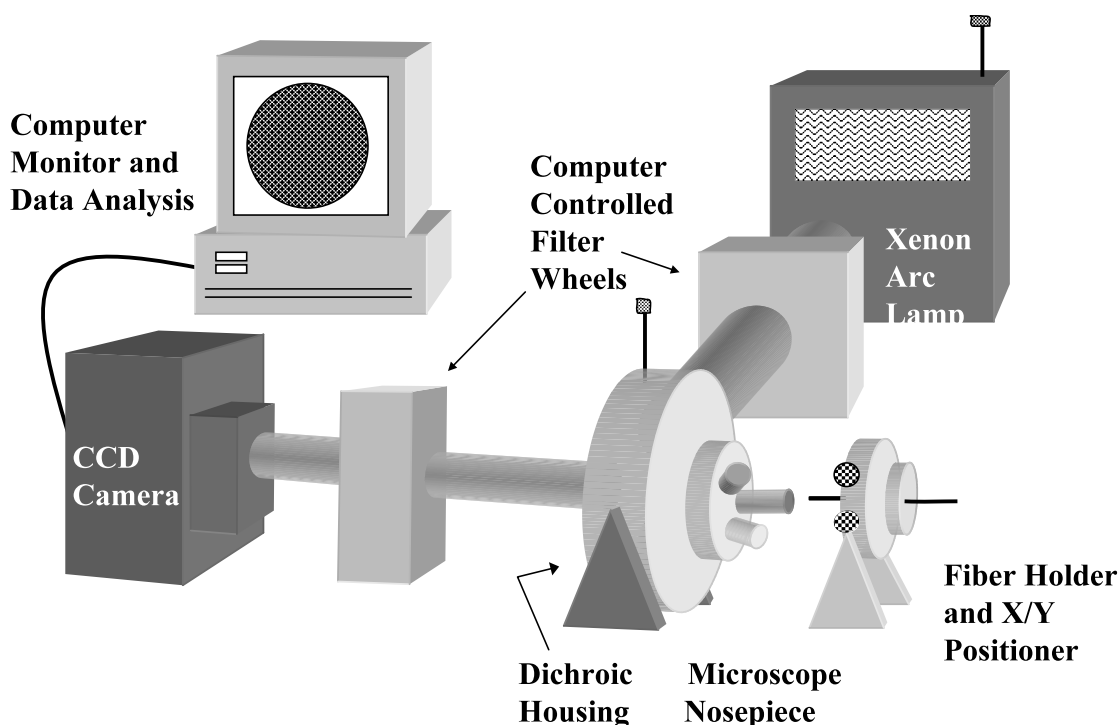 Computer
Monitor and
Data Analysis
Computer
Controlled
Filter
Wheels
Xenon
Arc
Lamp
CCD
Camera
Fiber Holder
and X/Y
Positioner
Dichroic
Housing
Microscope
Nosepiece